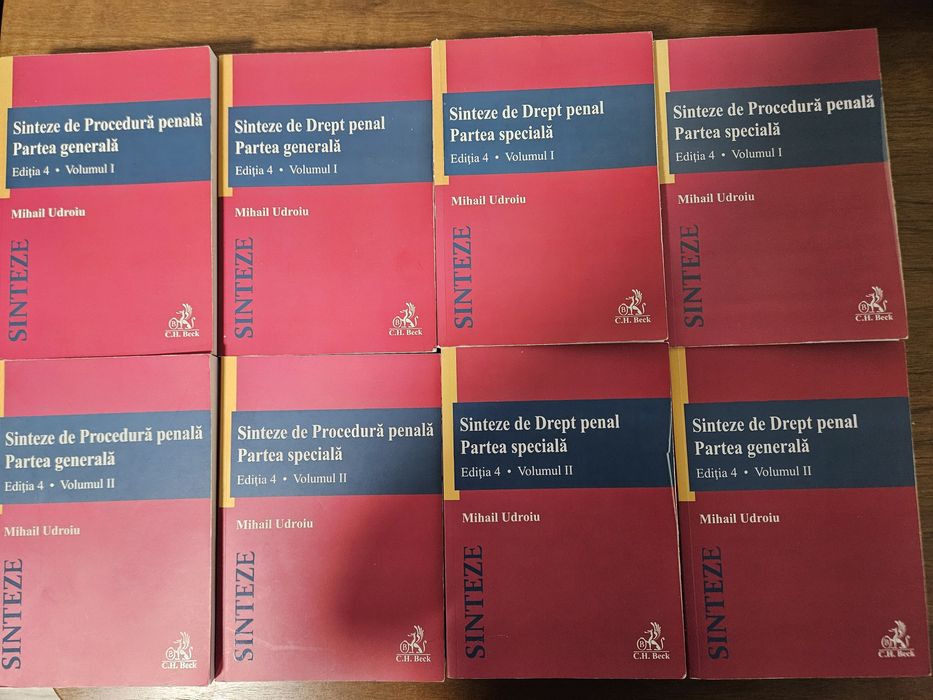 Sinteze de Procedură penală
Partea generală
Ediția 4 • Volumul I
Mihail Udroiu
SINTEZE
C.H. Beck
Sinteze de Drept penal
Partea generală
Ediția 4 • Volumul I
Mihail Udroiu
SINTEZE
C.H. Beck
Sinteze de Drept penal
Partea specială
Ediția 4 • Volumul I
Mihail Udroiu
SINTEZE
C.H. Beck
Sinteze de Procedură penală
Partea specială
Ediția 4 • Volumul I
Mihail Udroiu
SINTEZE
C.H. Beck
Sinteze de Procedură penală
Partea generală
Ediția 4 • Volumul II
Mihail Udroiu
SINTEZE
C.H. Beck
Sinteze de Procedură penală
Partea specială
Ediția 4 • Volumul II
Mihail Udroiu
SINTEZE
C.H. Beck
Sinteze de Drept penal
Partea specială
Ediția 4 • Volumul II
Mihail Udroiu
SINTEZE
C.H. Beck
Sinteze de Drept penal
Partea generală
Ediția 4 • Volumul II
Mihail Udroiu
SINTEZE
C.H. Beck